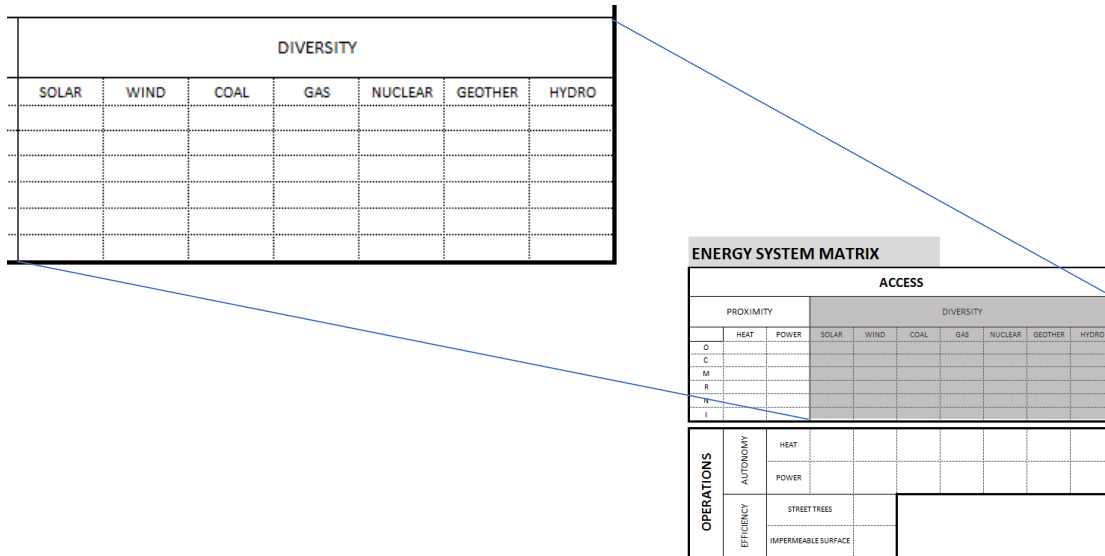 DIVERSITY
SOLAR WIND COAL GAS NUCLEAR GEOTHER HYDRO
ENERGY SYSTEM MATRIX
ACCESS
PROXIMITY DIVERSITY
HEAT POWER SOLAR WIND COAL GAS NUCLEAR GEOTHER HYDRO
O
C
M
R
N
I
OPERATIONS
AUTONOMY
HEAT
POWER
EFFICIENCY
STREET TREES
IMPERMEABLE SURFACE